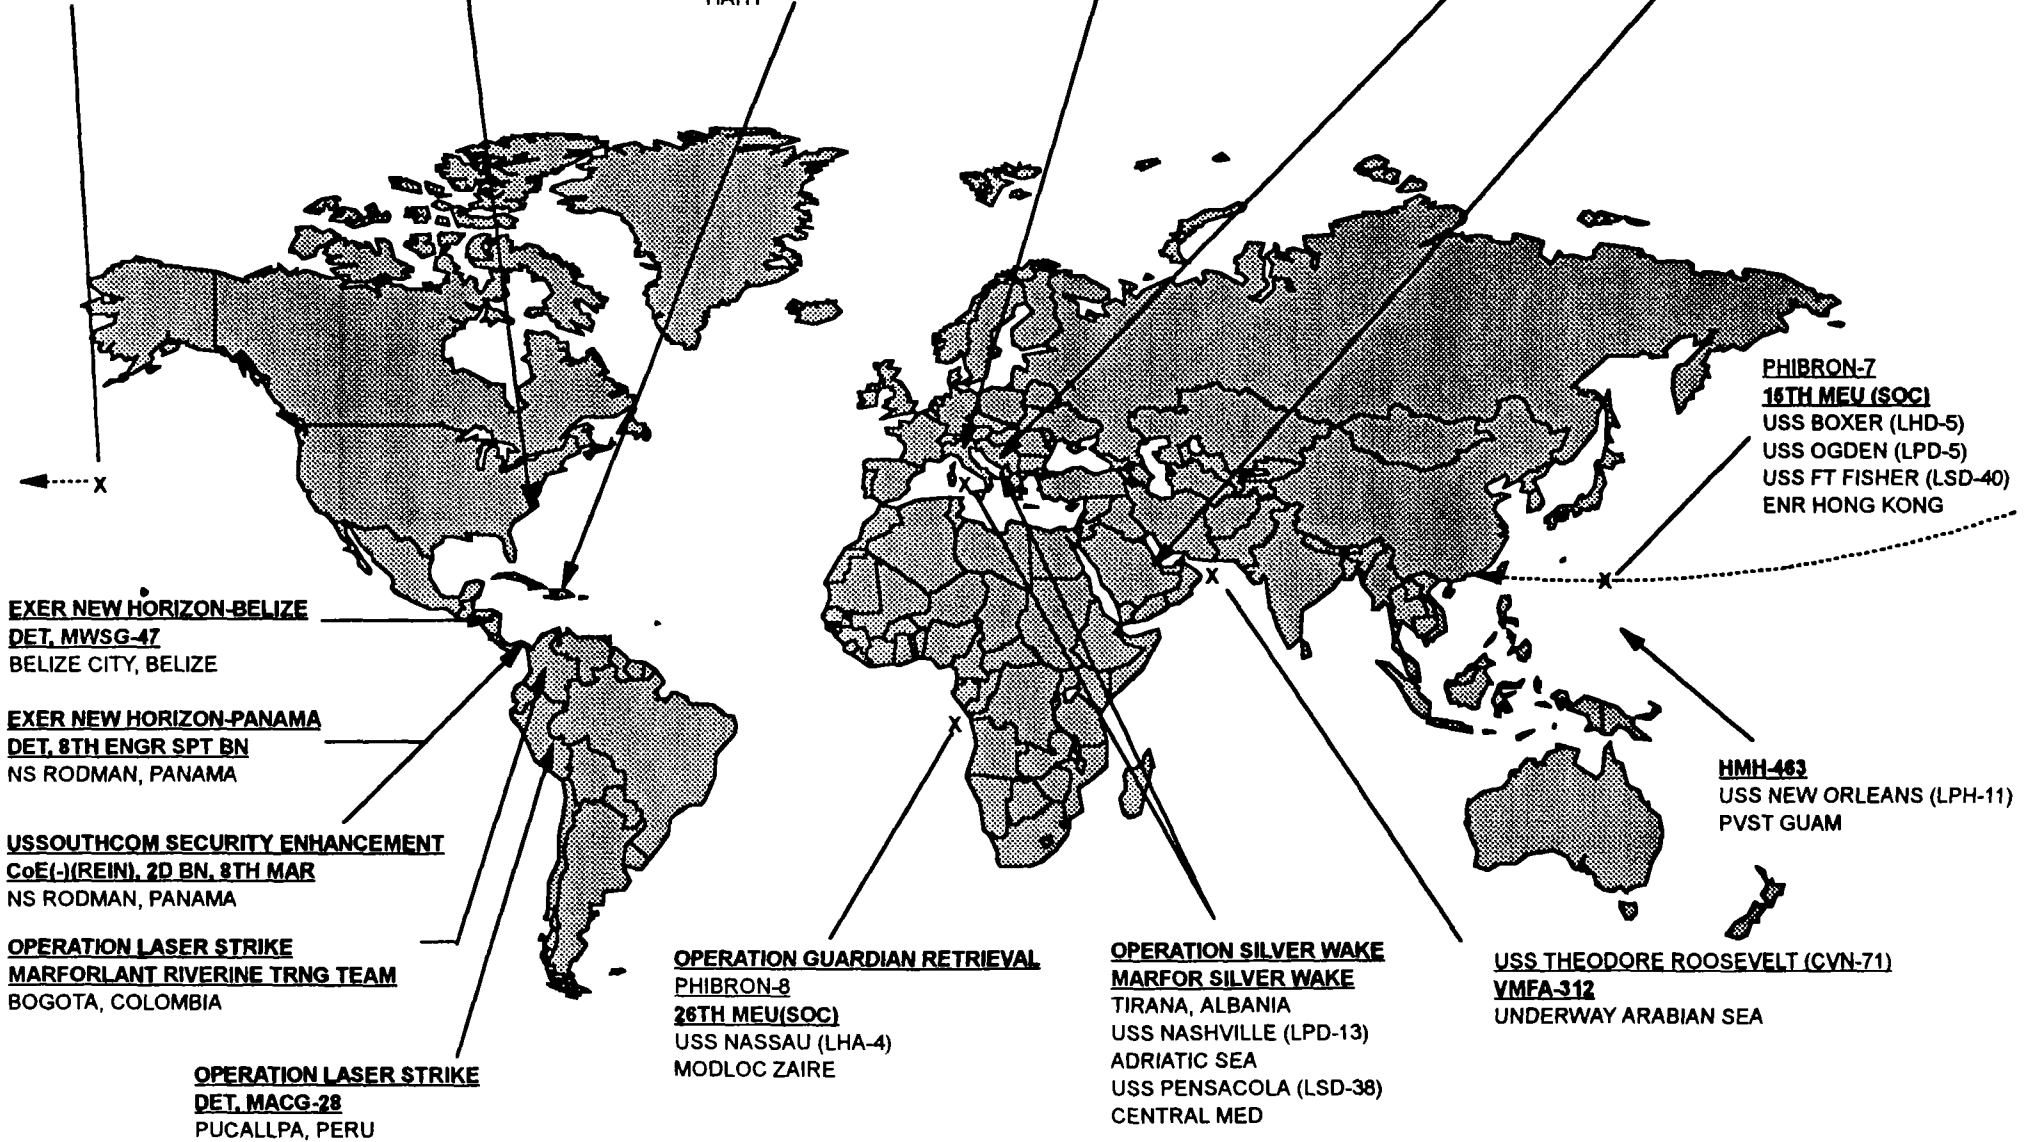 PHIBRON-7
15TH MEU (SOC)
USS BOXER (LHD-5)
USS OGDEN (LPD-5)
USS FT FISHER (LSD-40)
ENR HONG KONG
X
X
X
X
X
EXER NEW HORIZON-BELIZE
DET, MWSG-47
BELIZE CITY, BELIZE
EXER NEW HORIZON-PANAMA
DET, 8TH ENGR SPT BN
NS RODMAN, PANAMA
USSOUTHCOM SECURITY ENHANCEMENT
CoE(-)(REIN), 2D BN, 8TH MAR
NS RODMAN, PANAMA
OPERATION LASER STRIKE
MARFORLANT RIVERINE TRNG TEAM
BOGOTA, COLOMBIA
OPERATION LASER STRIKE
DET, MACG-28
PUCALLPA, PERU
OPERATION GUARDIAN RETRIEVAL
PHIBRON-8
26TH MEU(SOC)
USS NASSAU (LHA-4)
MODLOC ZAIRE
OPERATION SILVER WAKE
MARFOR SILVER WAKE
TIRANA, ALBANIA
USS NASHVILLE (LPD-13)
ADRIATIC SEA
USS PENSACOLA (LSD-38)
CENTRAL MED
USS THEODORE ROOSEVELT (CVN-71)
VMFA-312
UNDERWAY ARABIAN SEA
HMH-463
USS NEW ORLEANS (LPH-11)
PVST GUAM